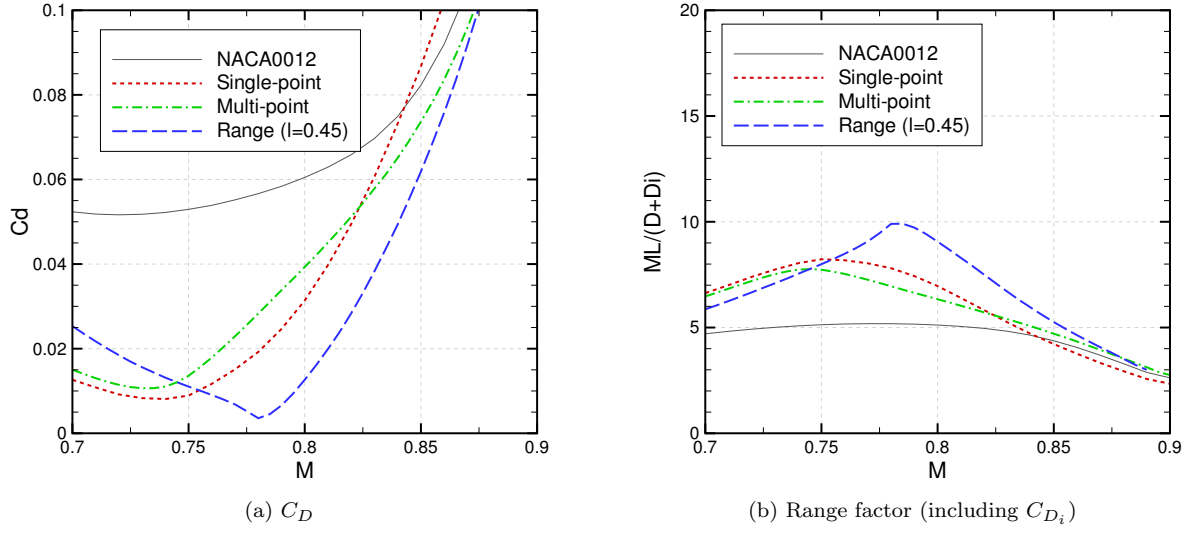 0.1
0.08
0.06
0.04
0.02
0
Cd
0.7
0.75
0.8
0.85
0.9
M
NACA0012
Single-point
Multi-point
Range (l=0.45)
(a) C_D
20
15
10
5
0
ML/(D+Di)
0.7
0.75
0.8
0.85
0.9
M
NACA0012
Single-point
Multi-point
Range (l=0.45)
(b) Range factor (including C_{D_i})